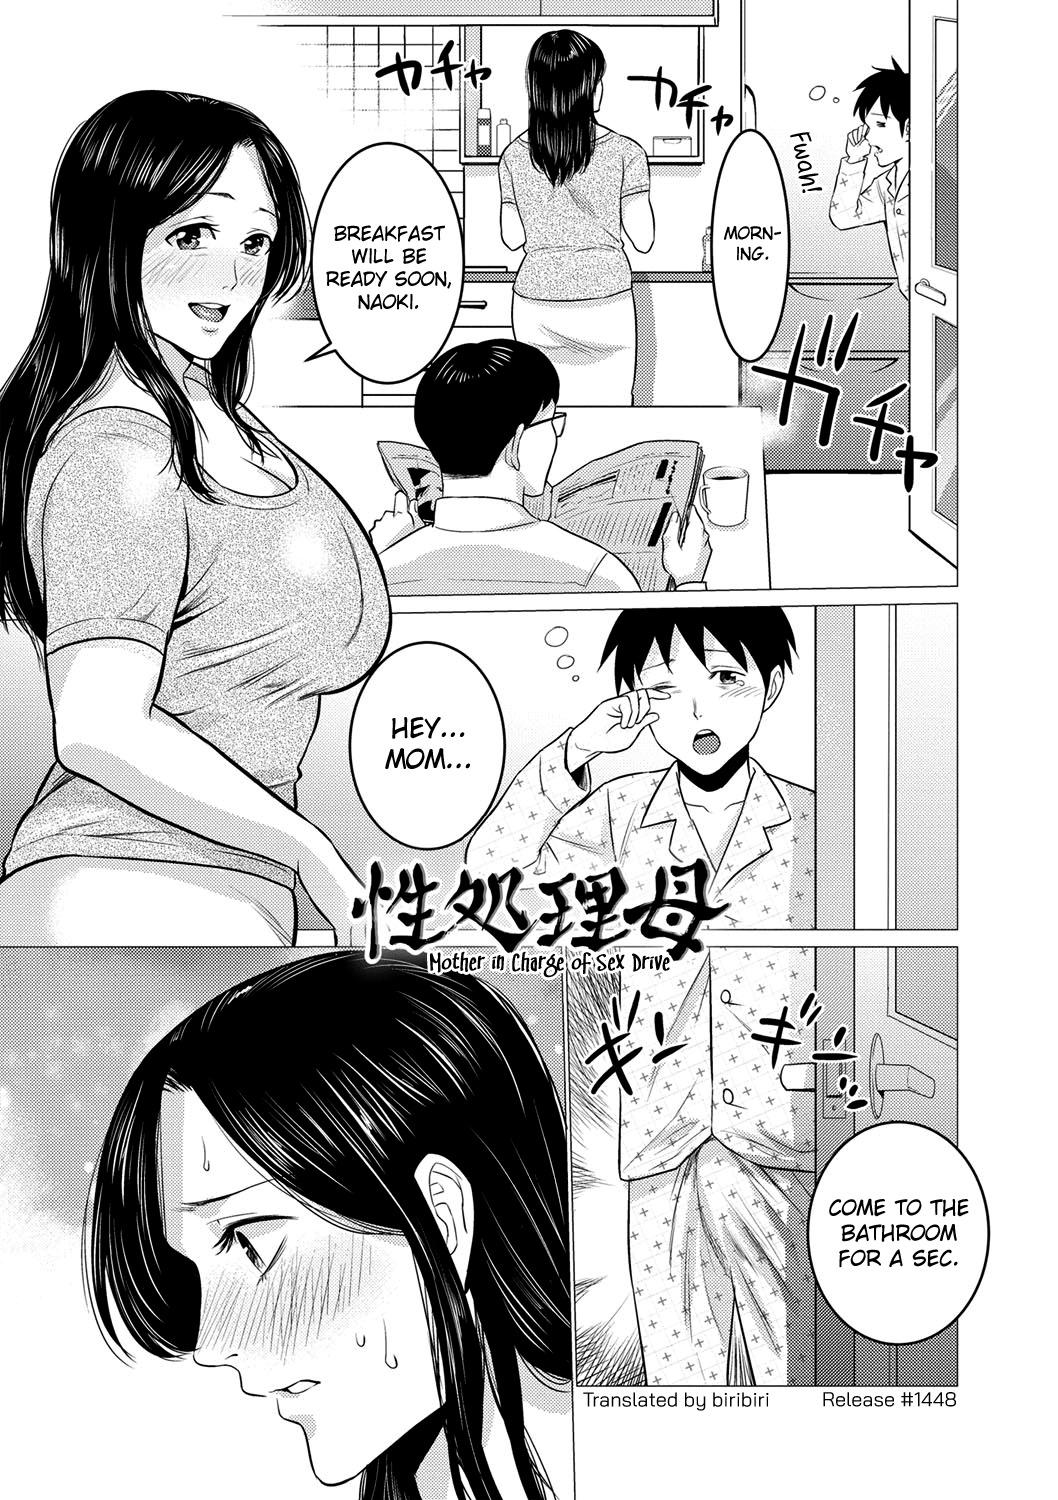 ガチャ
カチャ
Fwah!
MORN-
ING.
BREAKFAST
WILL BE
READY SOON,
NAOKI.
ガチャ
HEY...
MOM...
性処理母
Mother in Charge of Sex Drive
ギー
ギシ
COME TO THE
BATHROOM
FOR A SEC.
Translated by biribiri
Release #1448